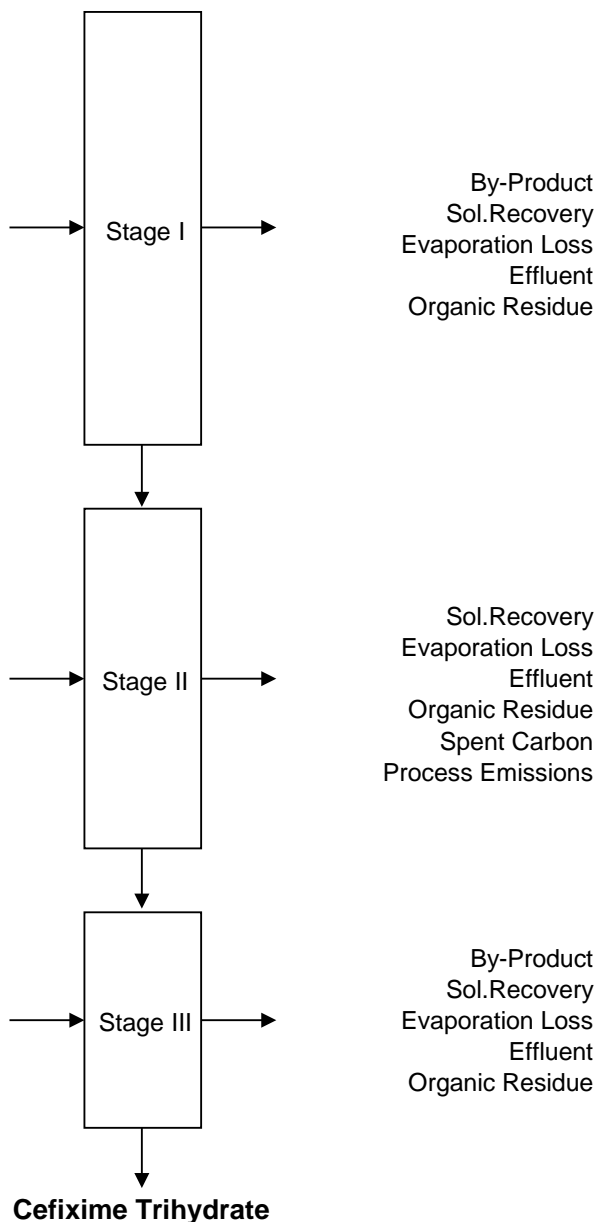 Stage I
By-Product
Sol.Recovery
Evaporation Loss
Effluent
Organic Residue
Stage II
Sol.Recovery
Evaporation Loss
Effluent
Organic Residue
Spent Carbon
Process Emissions
Stage III
By-Product
Sol.Recovery
Evaporation Loss
Effluent
Organic Residue
Cefixime Trihydrate